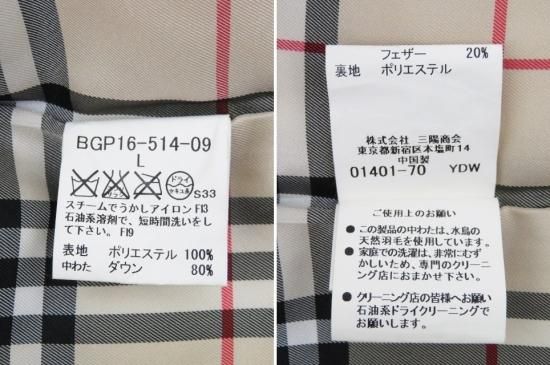 BGP16-514-09
L
ドライ
セキユ系
S33
スチームでうかしアイロン F13
石油系溶剤で、短時間洗いをし
て下さい。 F19
表地 ポリエステル 100%
中わた ダウン 80%
フェザー 20%
裏地 ポリエステル
株式会社 三陽商会
東京都新宿区本塩町14
中国製
01401-70 YDW
ご使用上のお願い
●この製品の中わたは、水鳥の
天然羽毛を使用しています。
●家庭での洗濯は、非常にむず
かしいため、専門のクリーニ
ング店におまかせ下さい。
●クリーニング店の皆様へお願い
石油系ドライクリーニングで
お願いします。